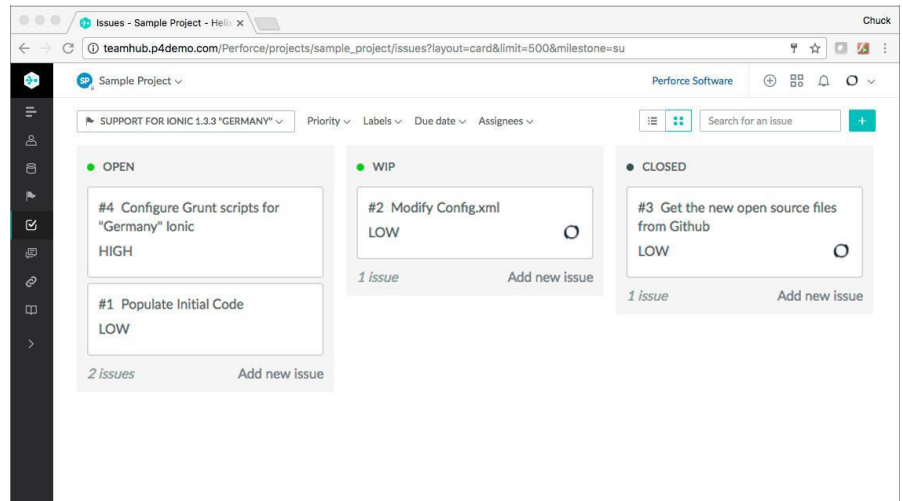 Issues - Sample Project - Heli
Chuck
teamhub.p4demo.com/Perforce/projects/sample_project/issues?layout=card&limit=500&milestone=su
SP Sample Project
Perforce Software
SUPPORT FOR IONIC 1.3.3 "GERMANY" Priority Labels Due date Assignees
Search for an issue
OPEN
#4 Configure Grunt scripts for
"Germany" Ionic
HIGH
#1 Populate Initial Code
LOW
2 issues Add new issue
WIP
#2 Modify Config.xml
LOW
1 issue Add new issue
CLOSED
#3 Get the new open source files
from Github
LOW
1 issue Add new issue